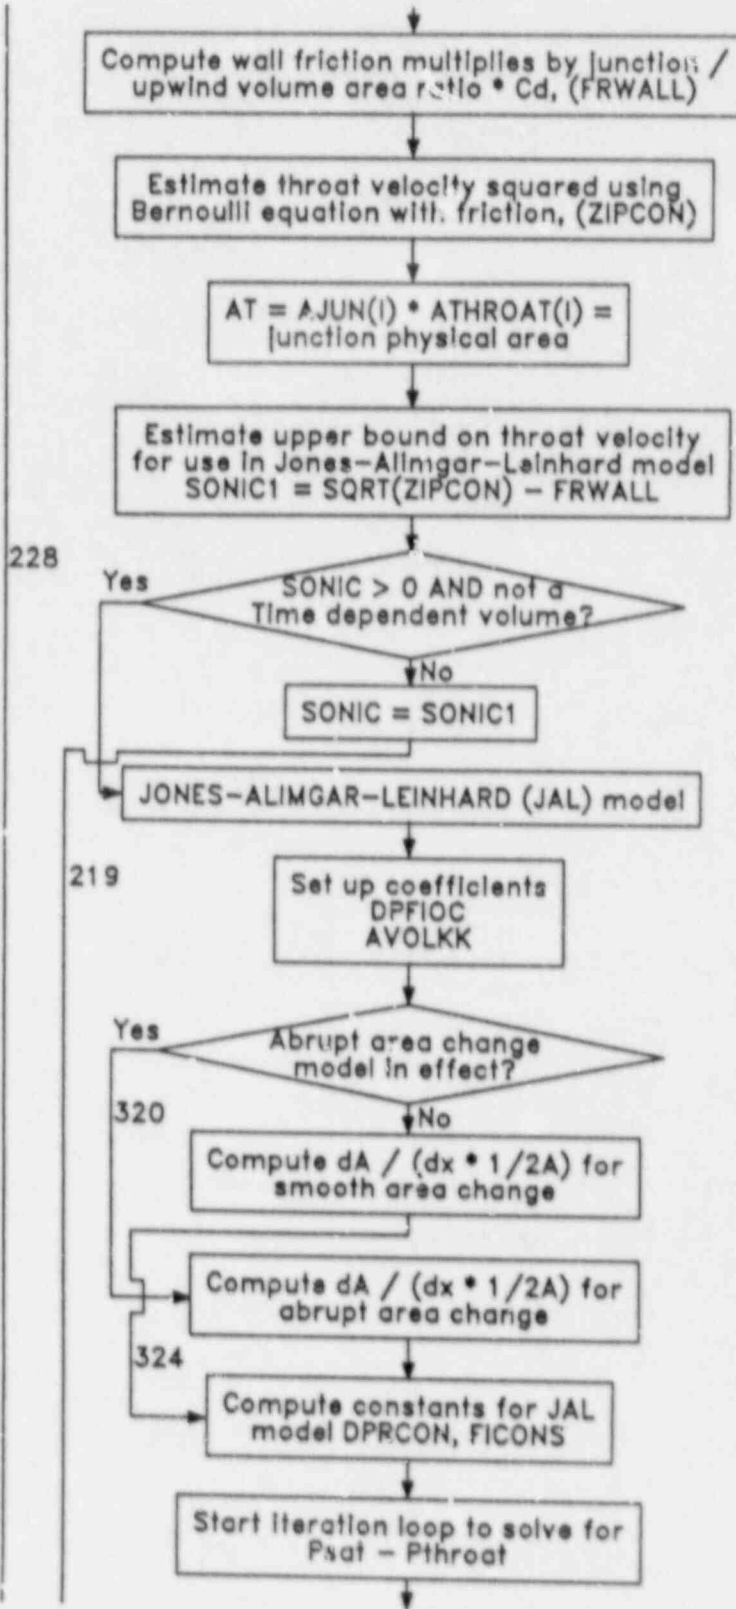 Compute wall friction multiplies by junction /
upwind volume area ratio * Cd, (FRWALL)
Estimate throat velocity squared using
Bernoulli equation with friction, (ZIPCON)
AT = AJUN(I) * ATHROAT(I) =
junction physical area
Estimate upper bound on throat velocity
for use in Jones-Alimgar-Leinhard model
SONIC1 = SQRT(ZIPCON) - FRWALL
228
Yes
SONIC > 0 AND not a
Time dependent volume?
No
SONIC = SONIC1
JONES-ALIMGAR-LEINHARD (JAL) model
219
Set up coefficients
DPFIOC
AVOLKK
Yes
Abrupt area change
model in effect?
320
No
Compute dA / (dx * 1/2A) for
smooth area change
Compute dA / (dx * 1/2A) for
abrupt area change
324
Compute constants for JAL
model DPRCON, FICONS
Start iteration loop to solve for
Psat - Pthroat